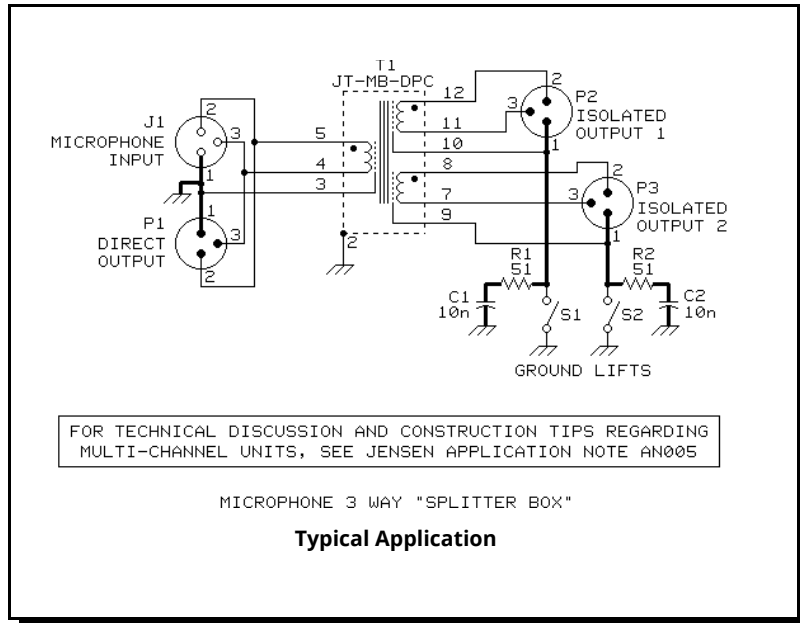 T1
JT-MB-DPC
J1
MICROPHONE
INPUT
2
3
1
P1
DIRECT
OUTPUT
1
3
2
5
4
3
2
12
11
10
8
7
9
2
3
1
P2
ISOLATED
OUTPUT 1
2
3
1
P3
ISOLATED
OUTPUT 2
R1
51
R2
51
C1
10n
S1
S2
C2
10n
GROUND LIFTS
FOR TECHNICAL DISCUSSION AND CONSTRUCTION TIPS REGARDING
MULTI-CHANNEL UNITS, SEE JENSEN APPLICATION NOTE AN005
MICROPHONE 3 WAY "SPLITTER BOX"
Typical Application